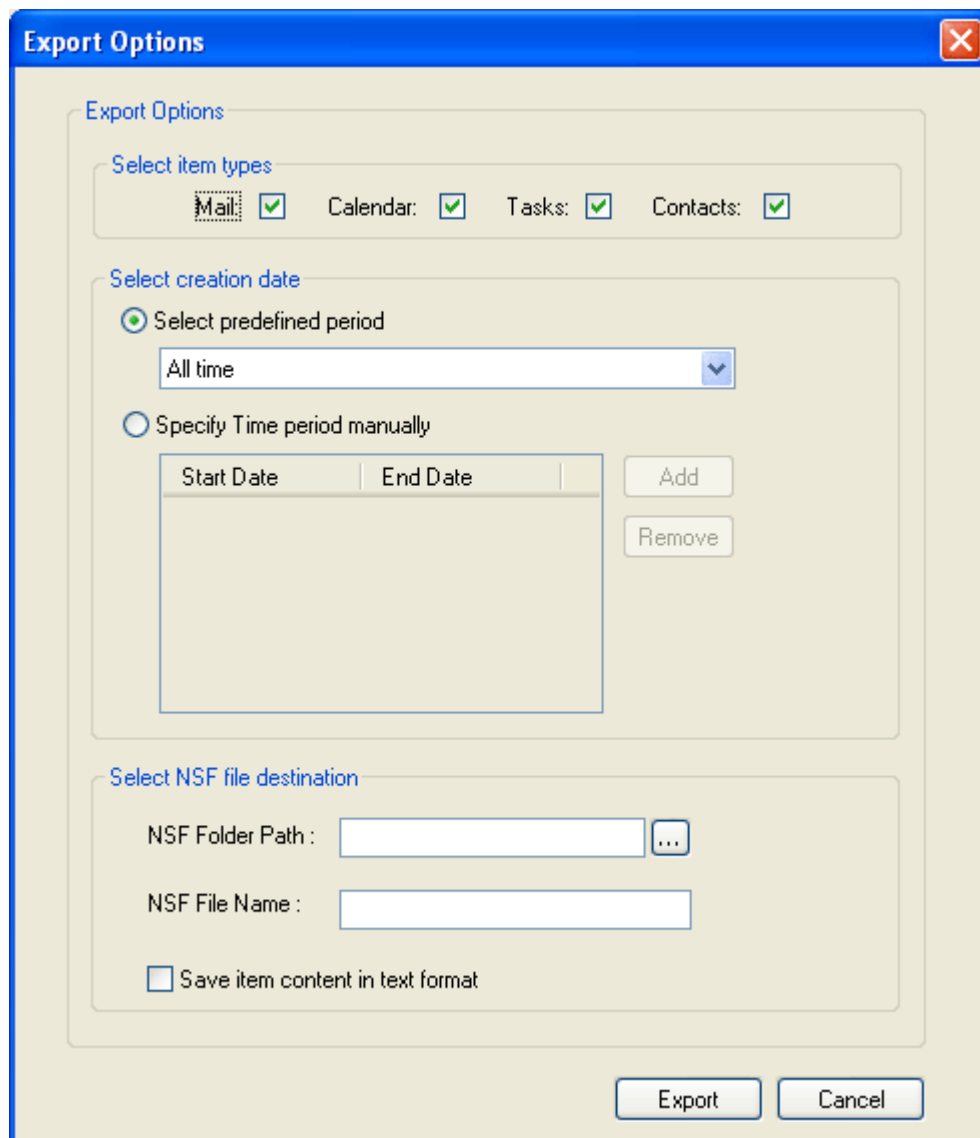 Export Options
Export Options
Select item types
Mail: Calendar: Tasks: Contacts:
Select creation date
Select predefined period
All time
Specify Time period manually
Start Date End Date Add
Remove
Select NSF file destination
NSF Folder Path : ...
NSF File Name :
Save item content in text format
Export Cancel